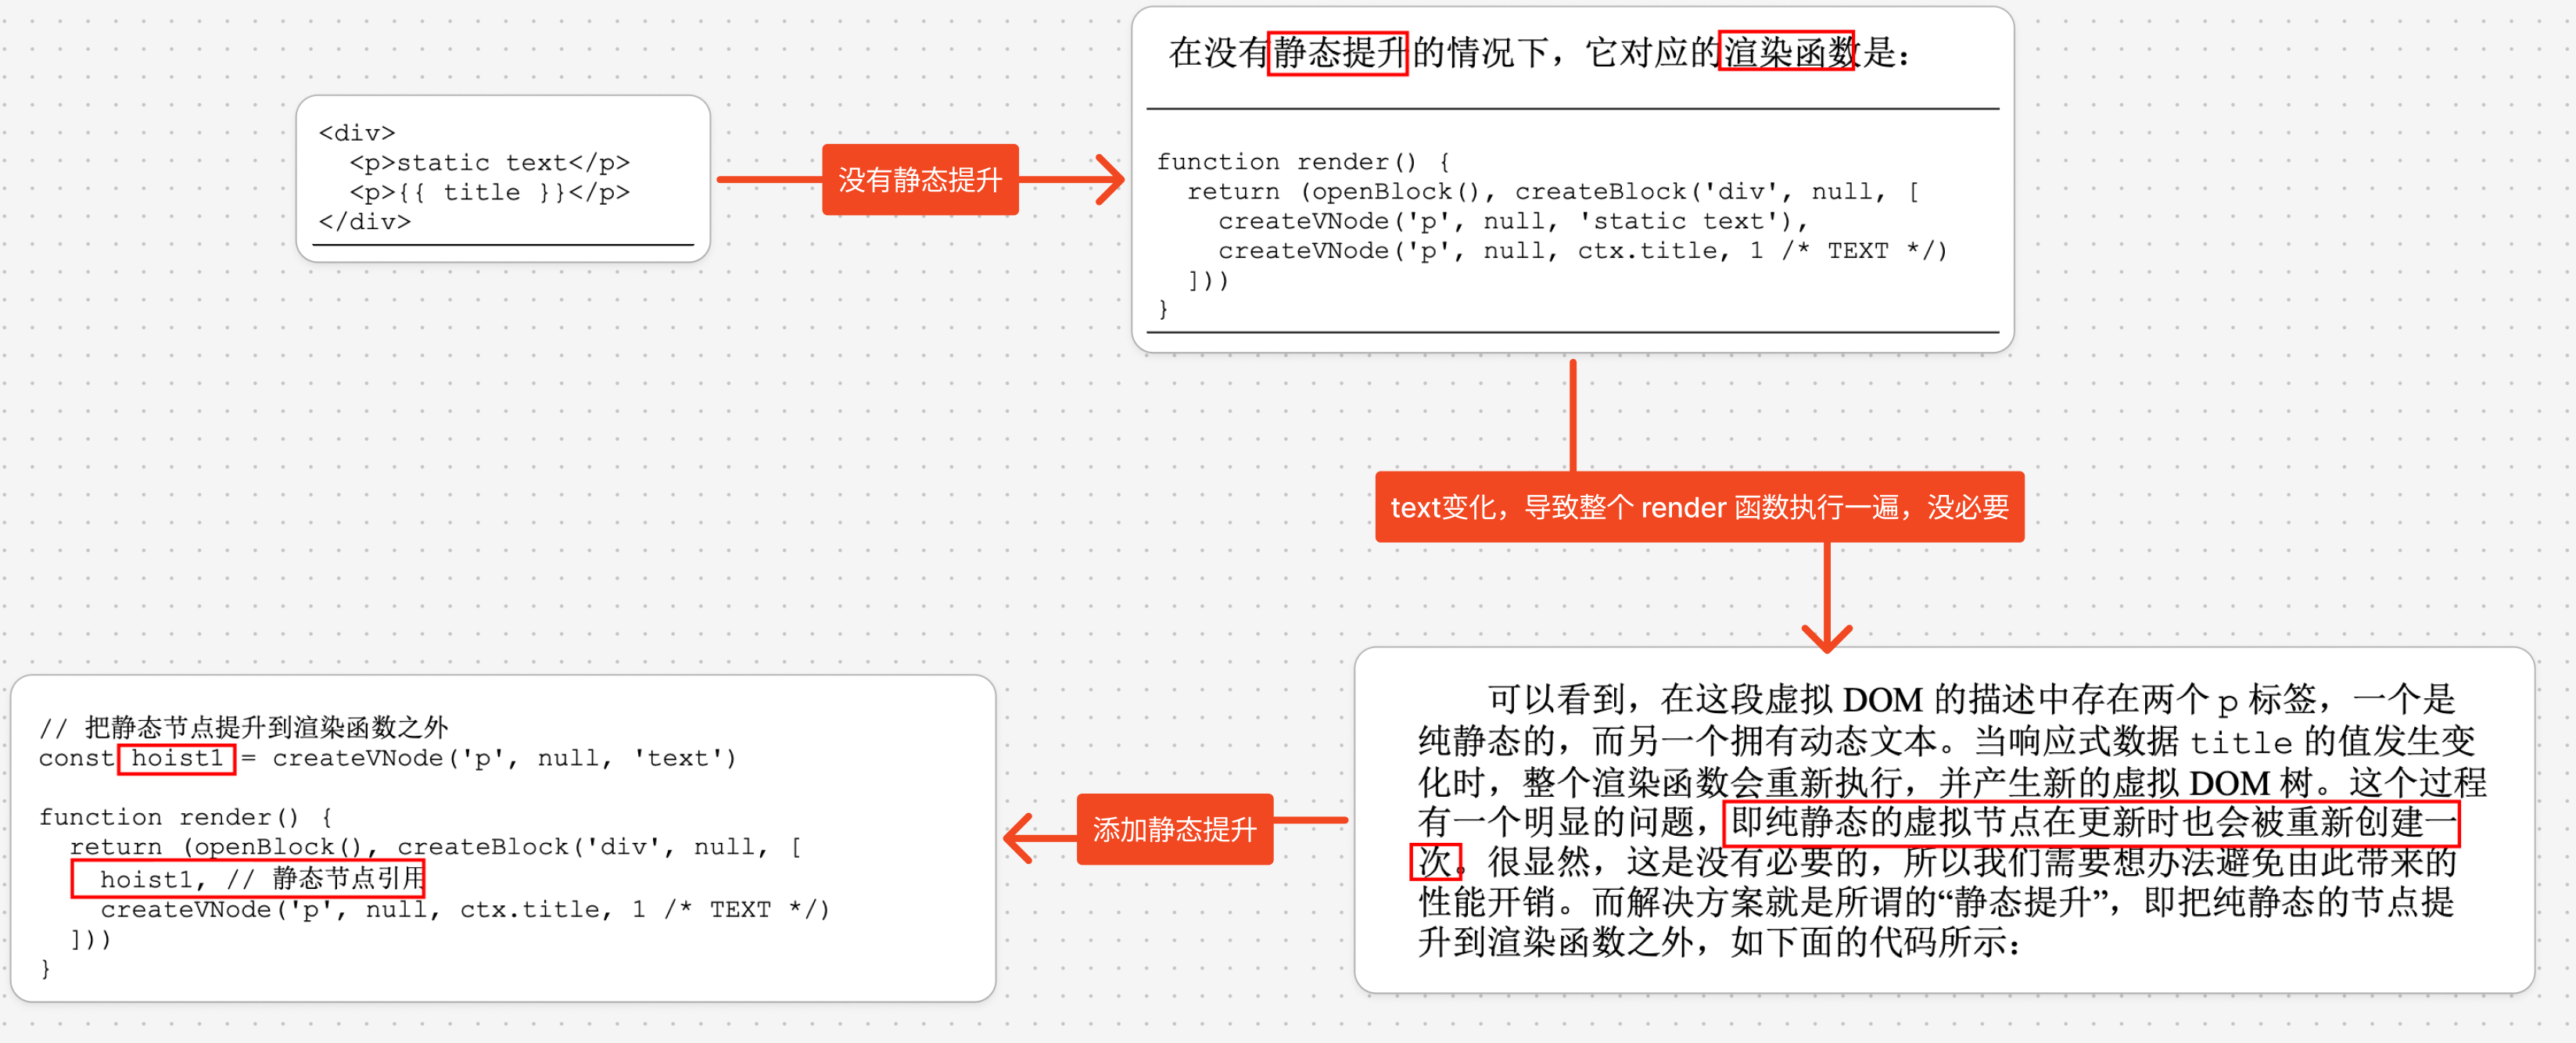 <div>
  <p>static text</p>
  <p>{{ title }}</p>
</div>
没有静态提升
在没有静态提升的情况下，它对应的渲染函数是：
function render() {
  return (openBlock(), createBlock('div', null, [
    createVNode('p', null, 'static text'),
    createVNode('p', null, ctx.title, 1 /* TEXT */)
  ]))
}
text变化，导致整个 render 函数执行一遍，没必要
可以看到，在这段虚拟 DOM 的描述中存在两个 p 标签，一个是
纯静态的，而另一个拥有动态文本。当响应式数据 title 的值发生变
化时，整个渲染函数会重新执行，并产生新的虚拟 DOM 树。这个过程
有一个明显的问题，即纯静态的虚拟节点在更新时也会被重新创建一
次。很显然，这是没有必要的，所以我们需要想办法避免由此带来的
性能开销。而解决方案就是所谓的“静态提升”，即把纯静态的节点提
升到渲染函数之外，如下面的代码所示：
添加静态提升
// 把静态节点提升到渲染函数之外
const hoist1 = createVNode('p', null, 'text')
function render() {
  return (openBlock(), createBlock('div', null, [
    hoist1, // 静态节点引用
    createVNode('p', null, ctx.title, 1 /* TEXT */)
  ]))
}